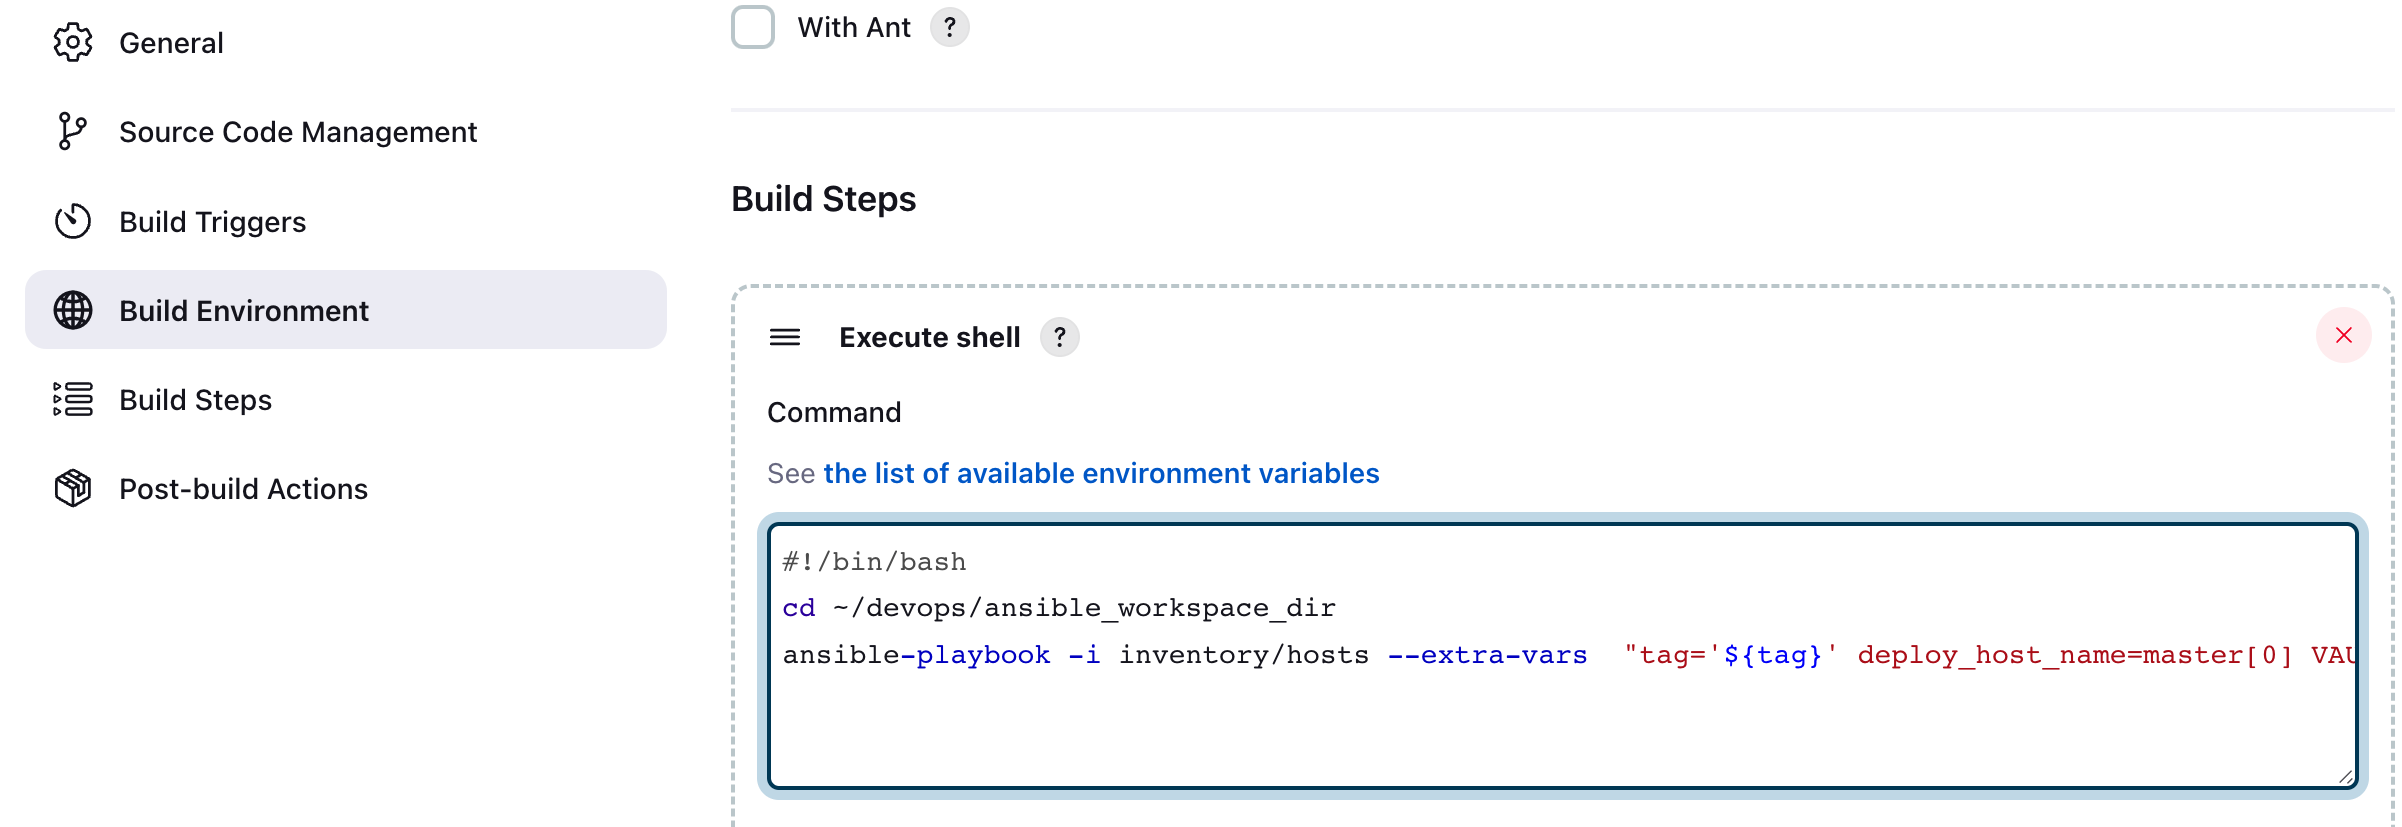 General
Source Code Management
Build Triggers
Build Environment
Build Steps
Post-build Actions
With Ant ?
Build Steps
Execute shell ?
Command
See the list of available environment variables
#!/bin/bash
cd ~/devops/ansible_workspace_dir
ansible-playbook -i inventory/hosts --extra-vars  "tag='${tag}' deploy_host_name=master[0]